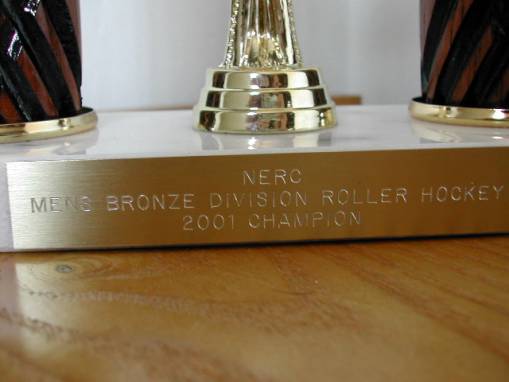 NERC
MENS BRONZE DIVISION ROLLER HOCKEY
2001 CHAMPION